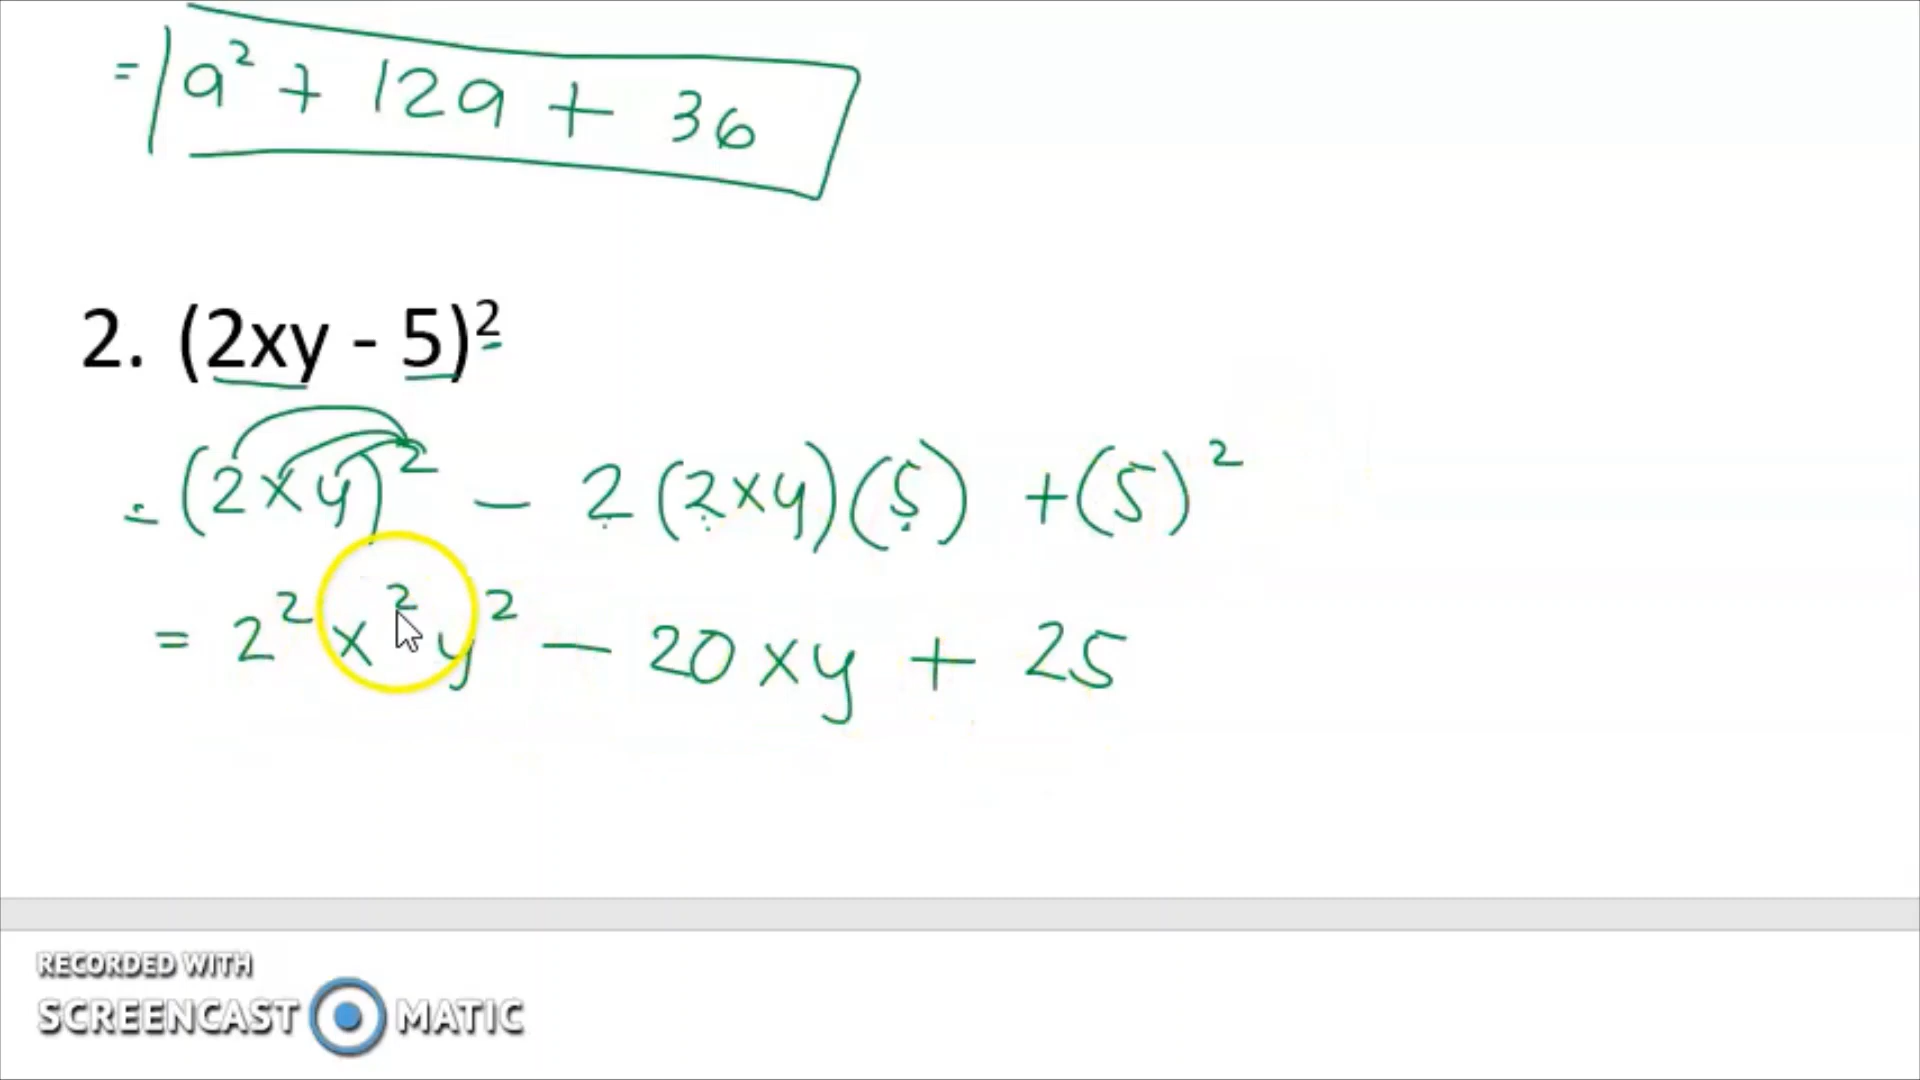 = a² + 12a + 36
2. (2xy - 5)²
= (2xy)² - 2(2xy)(5) + (5)²
= 2²x²y² - 20xy + 25
RECORDED WITH
SCREENCAST MATIC